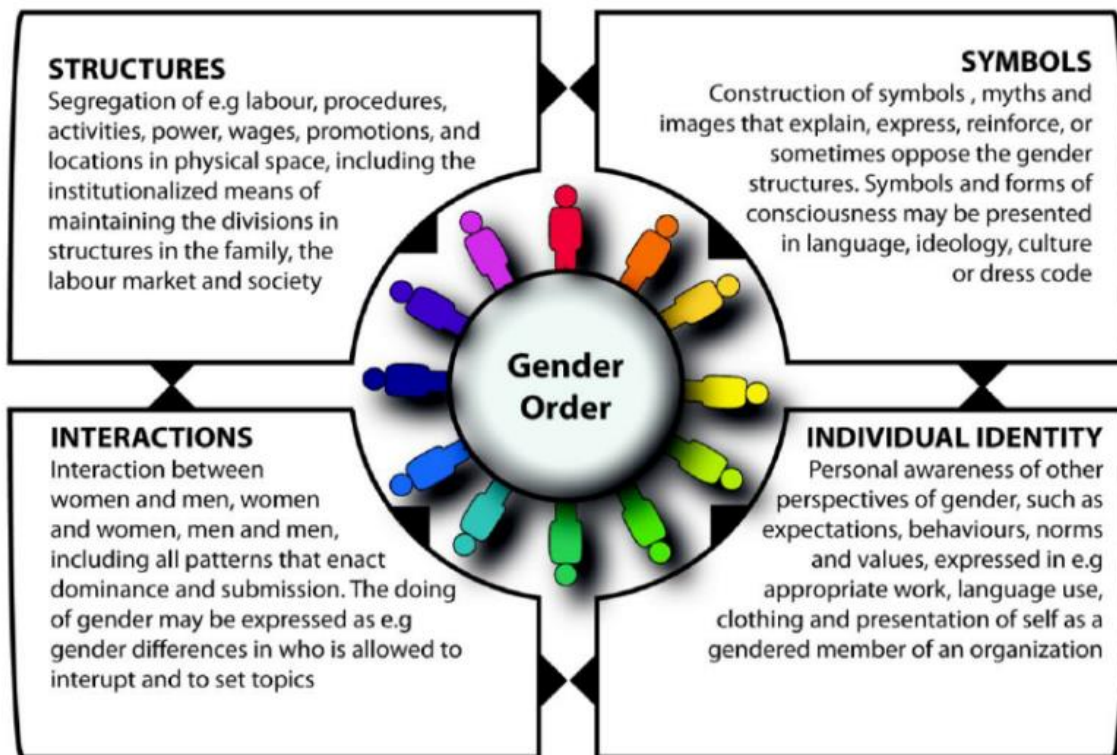 STRUCTURES
Segregation of e.g labour, procedures,
activities, power, wages, promotions, and
locations in physical space, including the
institutionalized means of
maintaining the divisions in
structures in the family, the
labour market and society
SYMBOLS
Construction of symbols , myths and
images that explain, express, reinforce, or
sometimes oppose the gender
structures. Symbols and forms of
consciousness may be presented
in language, ideology, culture
or dress code
Gender
Order
INTERACTIONS
Interaction between
women and men, women
and women, men and men,
including all patterns that enact
dominance and submission. The doing
of gender may be expressed as e.g
gender differences in who is allowed to
interupt and to set topics
INDIVIDUAL IDENTITY
Personal awareness of other
perspectives of gender, such as
expectations, behaviours, norms
and values, expressed in e.g
appropriate work, language use,
clothing and presentation of self as a
gendered member of an organization